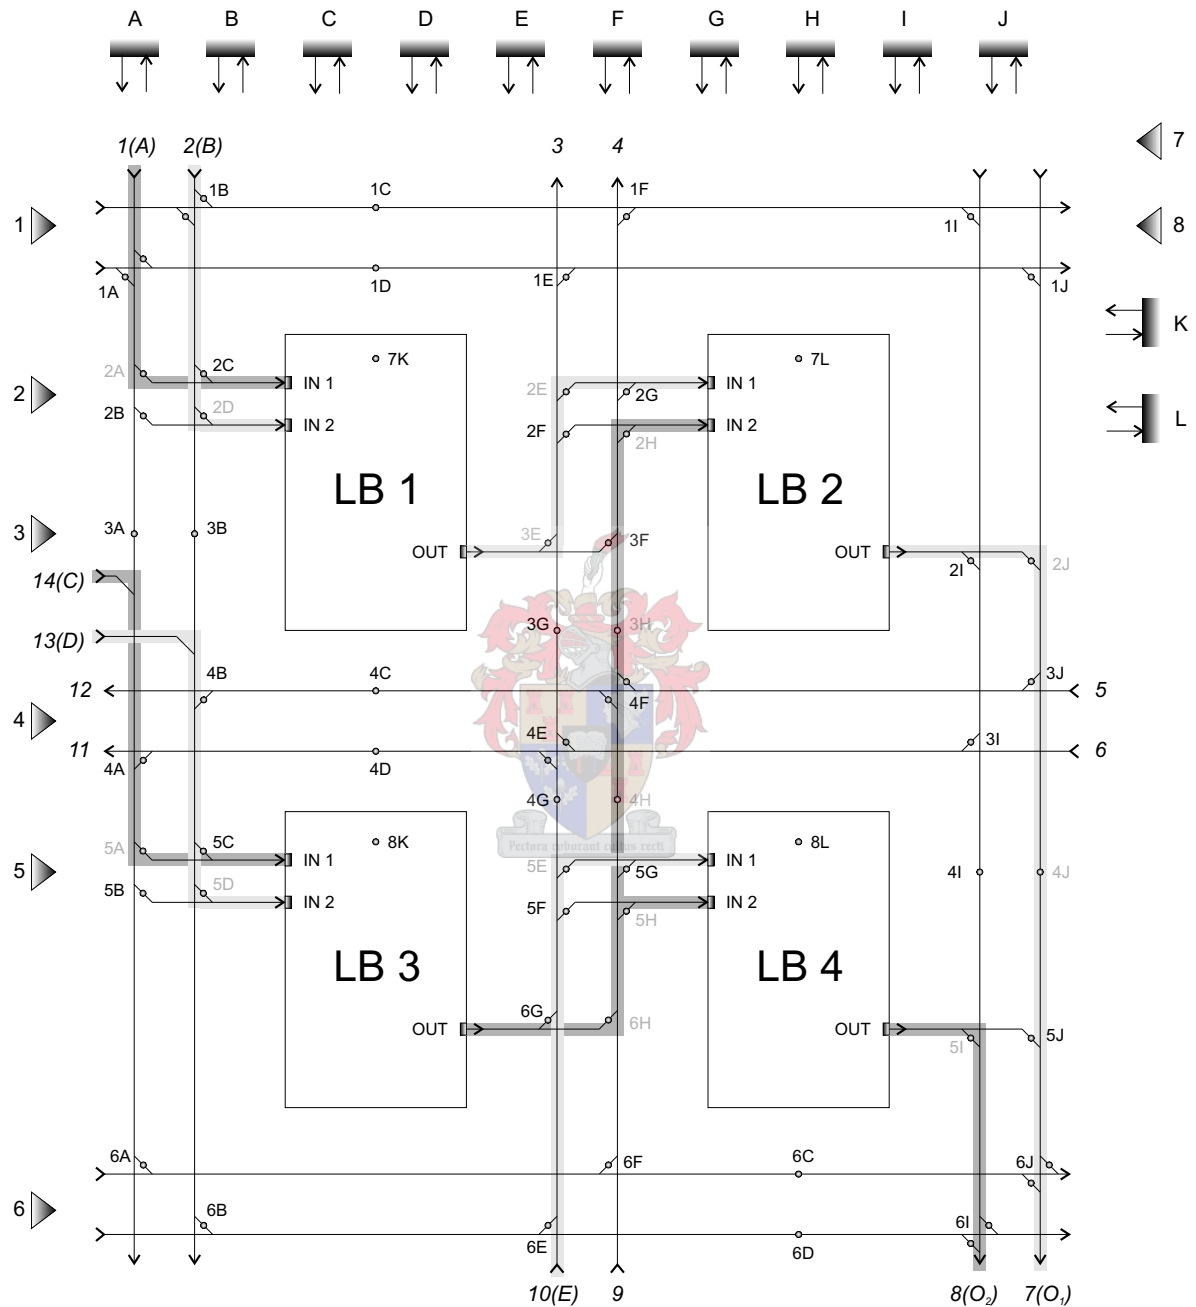 A B C D E F G H I J
1(A) 2(B) 3 4 7
1B 1C 1F
1 1I 8
1A 1D 1E 1J
K
7K 7L
2A 2C IN 1 2E 2G IN 1
2
2B 2D IN 2 2F 2H IN 2 L
LB 1 LB 2
3 3A 3B 3E 3F
OUT OUT
14(C) 2I 2J
3G 3H
13(D)
4B 4C 3J
12 4F 5
4
4E 3I
11 4A 4D 6
4G 4H
8K 8L
5A 5C IN 1 5E 5G IN 1
5 4I 4J
5B 5D IN 2 5F 5H IN 2
Pectora roborant cultus recti
LB 3 LB 4
6G 6H
OUT OUT
5I 5J
6A 6F 6C 6J
6 6B 6I
6E 6D
10(E) 9 8(O₂) 7(O₁)